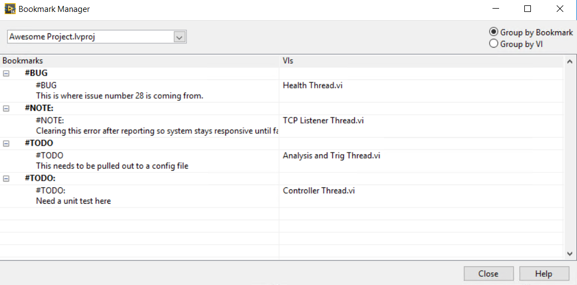 Bookmark Manager
Awesome Project.lvproj
Group by Bookmark
Group by VI
Bookmarks VIs
#BUG
#BUG Health Thread.vi
This is where issue number 28 is coming from.
#NOTE:
#NOTE: TCP Listener Thread.vi
Clearing this error after reporting so system stays responsive until fa
#TODO
#TODO Analysis and Trig Thread.vi
This needs to be pulled out to a config file
#TODO:
#TODO: Controller Thread.vi
Need a unit test here
Close Help